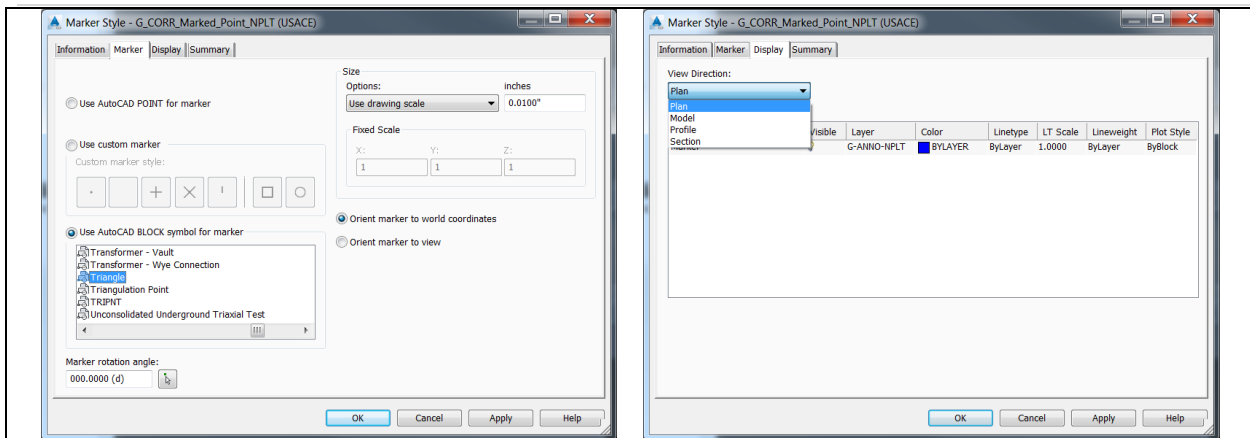 Marker Style - G_CORR_Marked_Point_NPLT (USACE)
Information Marker Display Summary
Use AutoCAD POINT for marker
Use custom marker
Custom marker style:
Use AutoCAD BLOCK symbol for marker
Transformer - Vault
Transformer - Wye Connection
Triangle
Triangulation Point
TRIPNT
Unconsolidated Underground Triaxial Test
Marker rotation angle:
000.0000 (d)
Size
Options: inches
Use drawing scale 0.0100"
Fixed Scale
X: Y: Z:
1 1 1
Orient marker to world coordinates
Orient marker to view
OK Cancel Apply Help
Marker Style - G_CORR_Marked_Point_NPLT (USACE)
Information Marker Display Summary
View Direction:
Plan
Plan
Model
Profile
Section
Layer Color Linetype LT Scale Lineweight Plot Style
G-ANNO-NPLT BYLAYER ByLayer 1.0000 ByLayer ByBlock
OK Cancel Apply Help